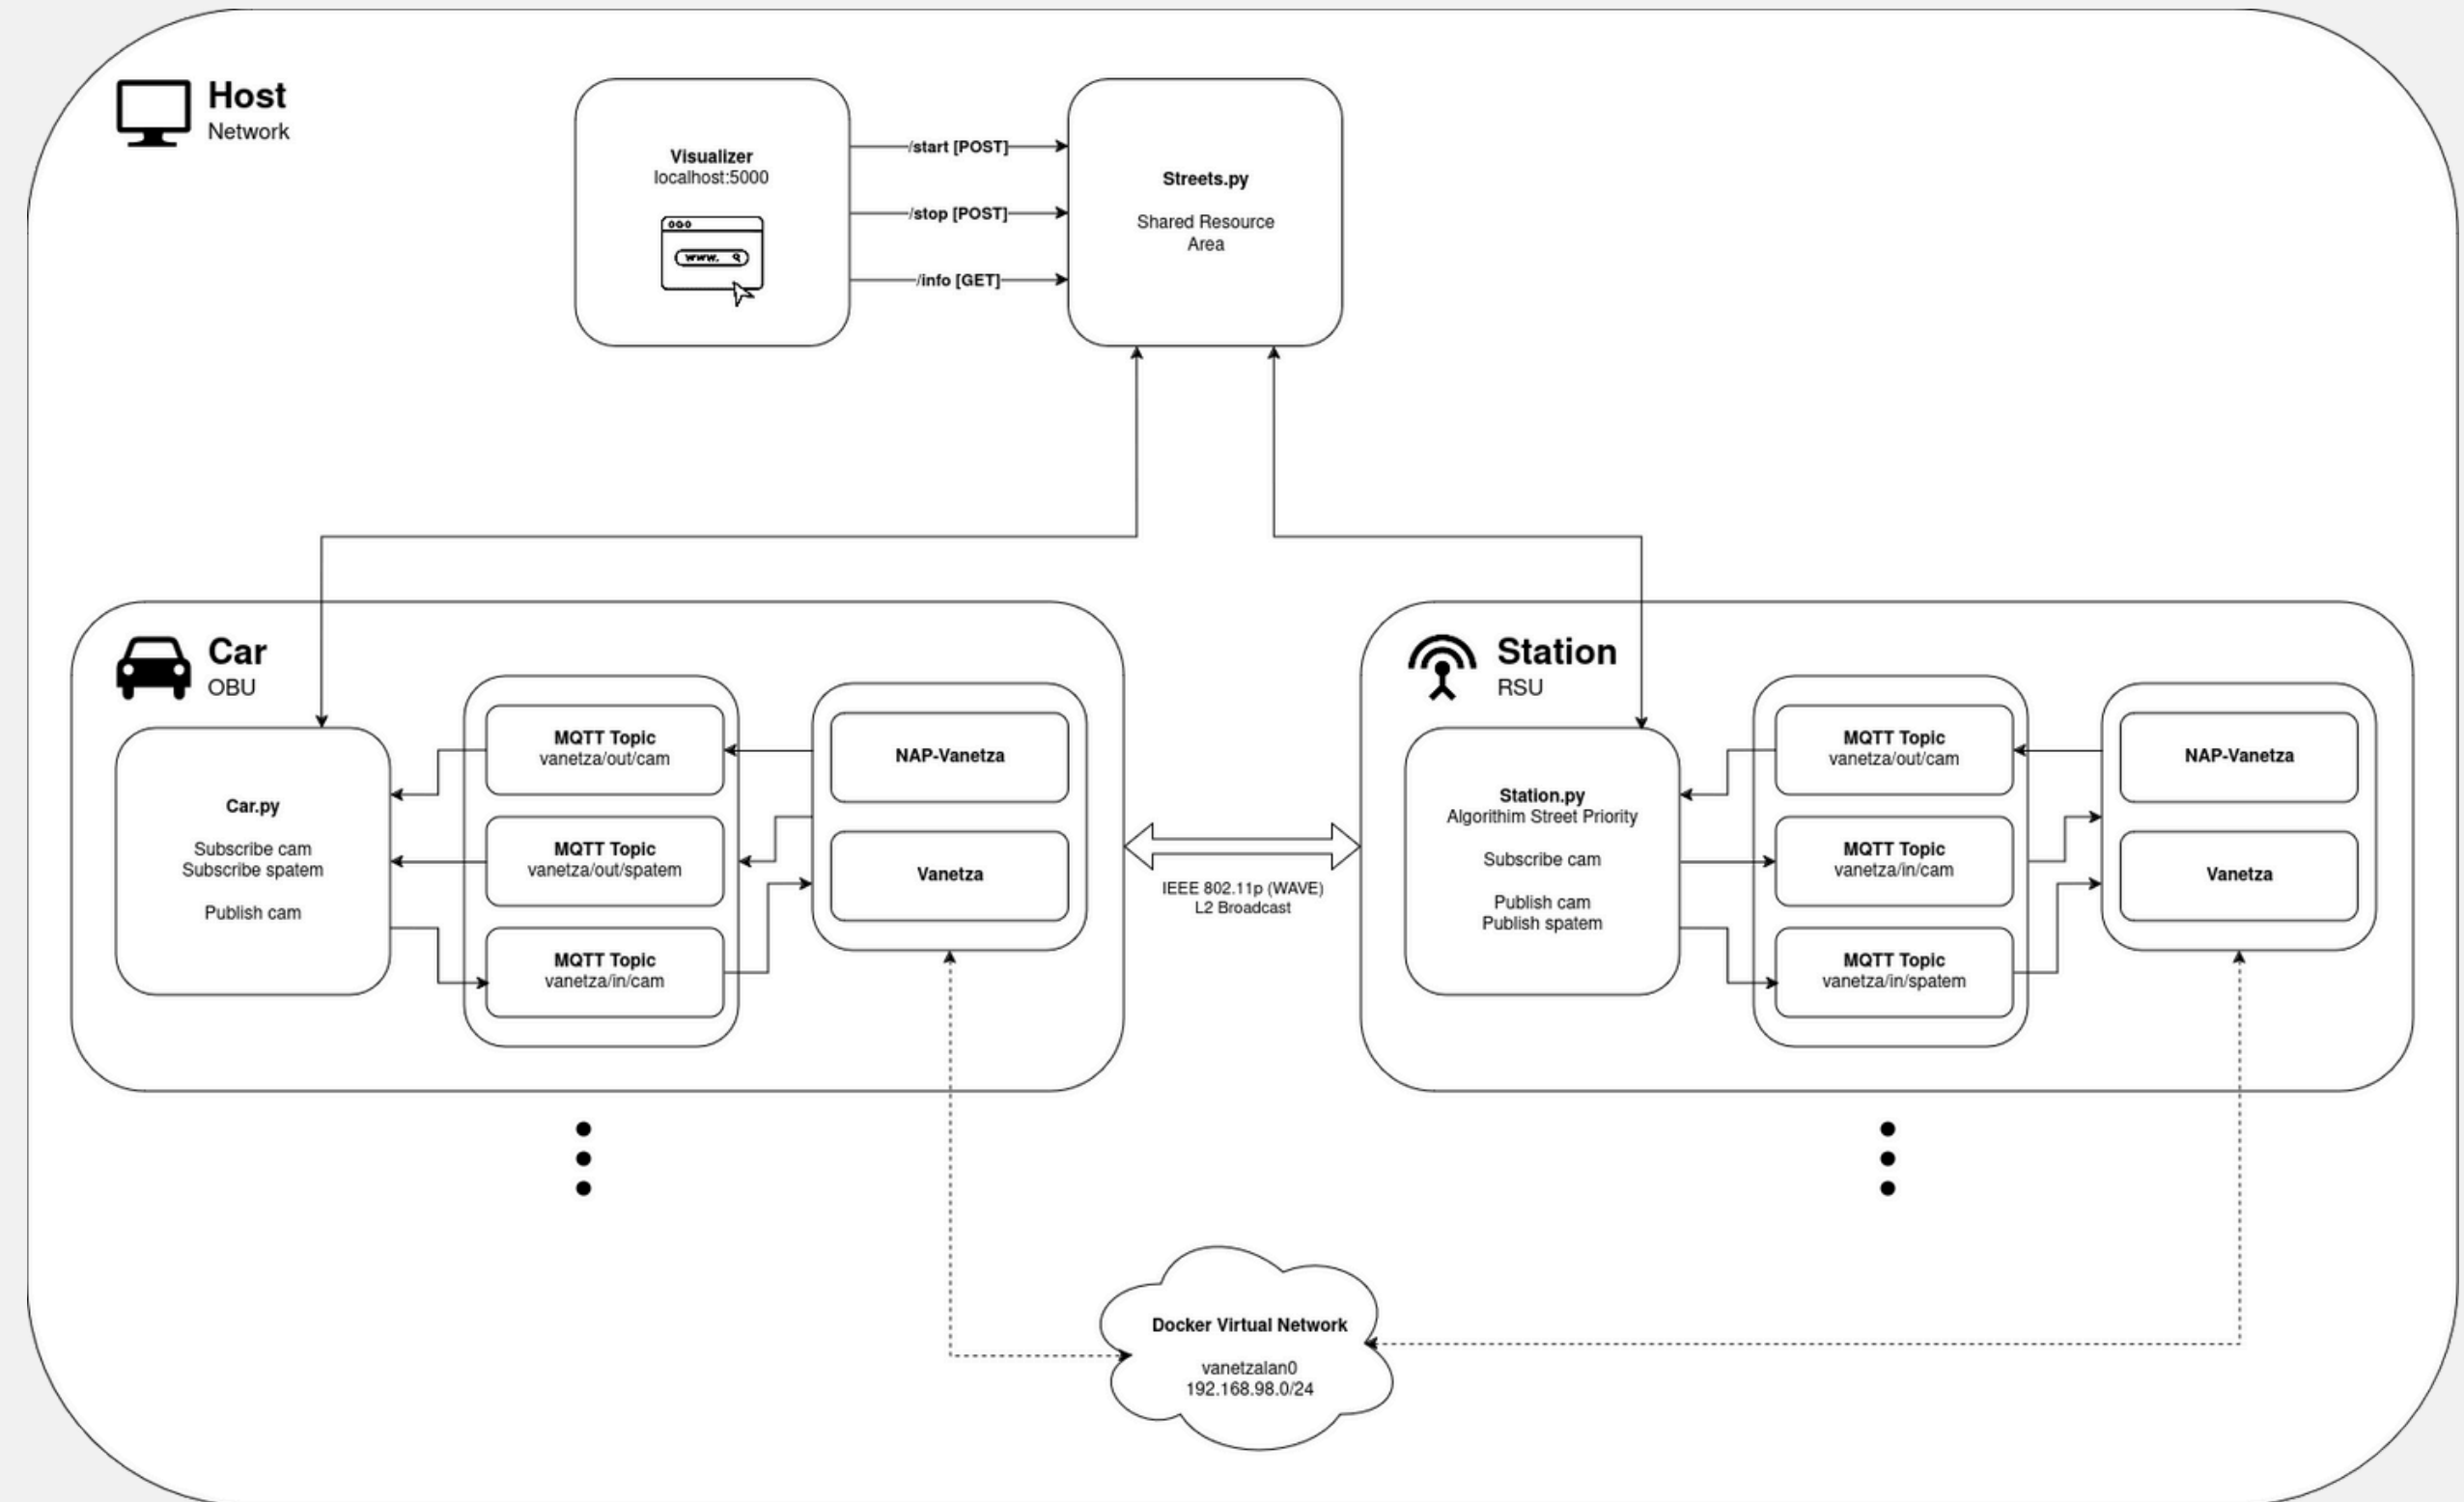 Host
Network
Visualizer
localhost:5000
www.
/start [POST]
/stop [POST]
/info [GET]
Streets.py
Shared Resource
Area
Car
OBU
Car.py
Subscribe cam
Subscribe spatem
Publish cam
MQTT Topic
vanetza/out/cam
MQTT Topic
vanetza/out/spatem
MQTT Topic
vanetza/in/cam
NAP-Vanetza
Vanetza
IEEE 802.11p (WAVE)
L2 Broadcast
Station
RSU
Station.py
Algorithim Street Priority
Subscribe cam
Publish cam
Publish spatem
MQTT Topic
vanetza/out/cam
MQTT Topic
vanetza/in/cam
MQTT Topic
vanetza/in/spatem
NAP-Vanetza
Vanetza
Docker Virtual Network
vanetzalan0
192.168.98.0/24